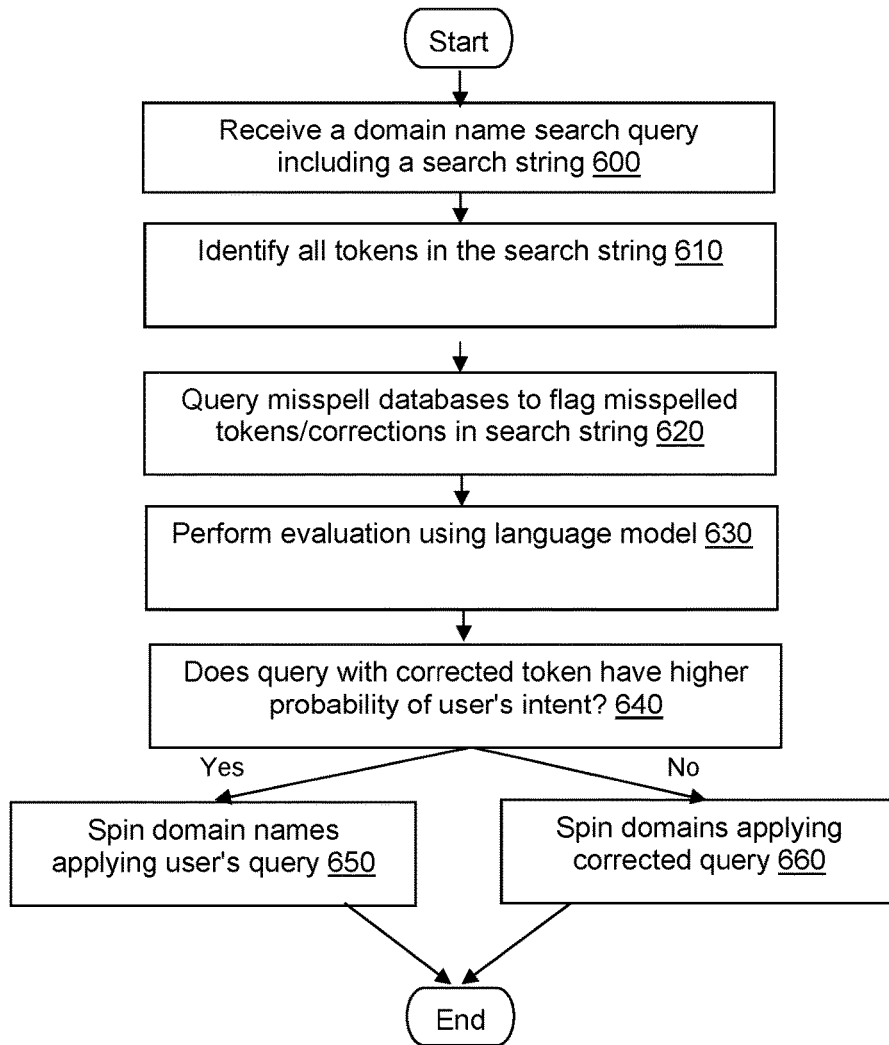 Start
Receive a domain name search query
including a search string 600
Identify all tokens in the search string 610
Query misspell databases to flag misspelled
tokens/corrections in search string 620
Perform evaluation using language model 630
Does query with corrected token have higher
probability of user's intent? 640
Yes
No
Spin domain names
applying user's query 650
Spin domains applying
corrected query 660
End